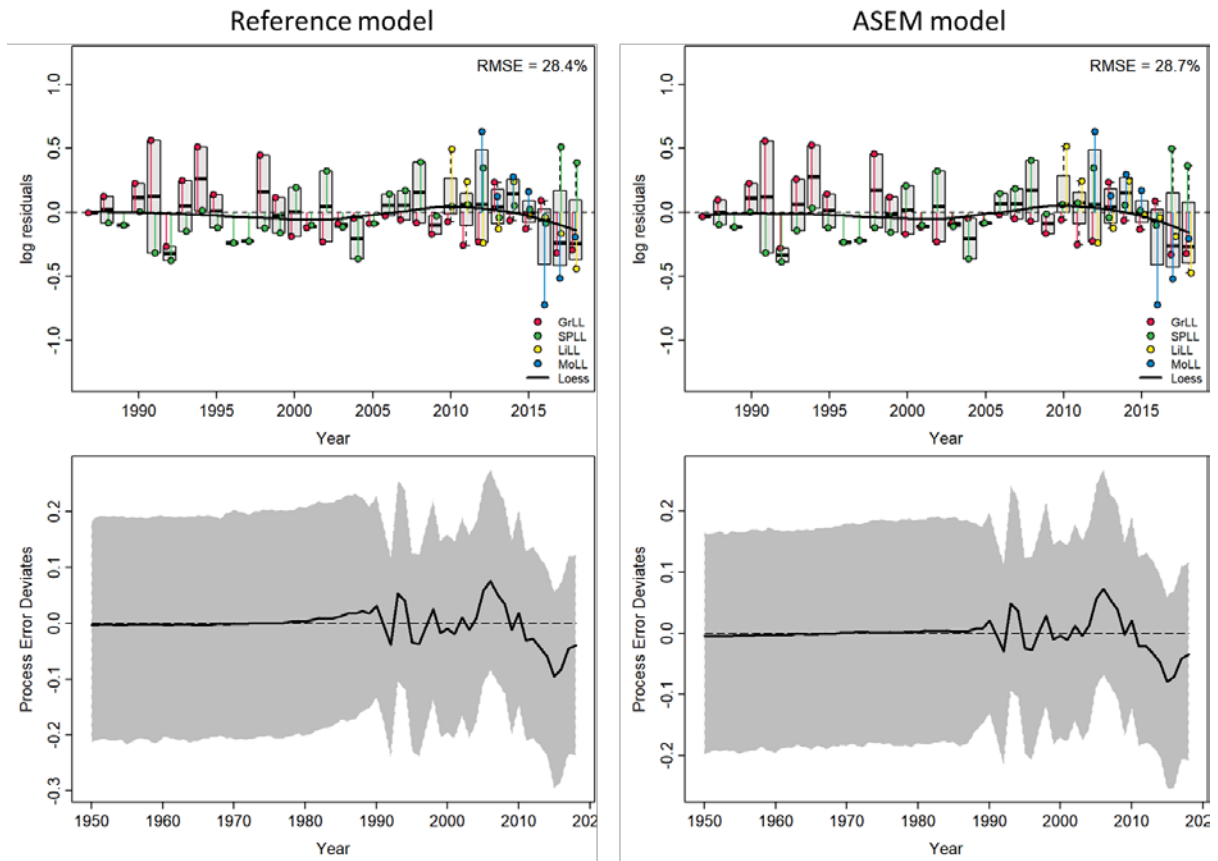 Reference model
ASEM model
RMSE = 28.4%
1.0
0.5
0.0
-0.5
-1.0
log residuals
GrLL
SPLL
LiLL
MoLL
Loess
1990 1995 2000 2005 2010 2015
Year
RMSE = 28.7%
1.0
0.5
0.0
-0.5
-1.0
log residuals
GrLL
SPLL
LiLL
MoLL
Loess
1990 1995 2000 2005 2010 2015
Year
0.2
0.1
0.0
-0.1
-0.2
-0.3
Process Error Deviates
1950 1960 1970 1980 1990 2000 2010 202
Year
0.2
0.1
0.0
-0.1
-0.2
Process Error Deviates
1950 1960 1970 1980 1990 2000 2010 202
Year